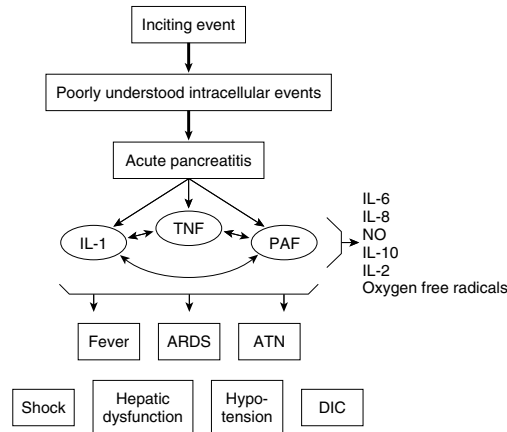 Inciting event
Poorly understood intracellular events
Acute pancreatitis
IL-1
TNF
PAF
IL-6
IL-8
NO
IL-10
IL-2
Oxygen free radicals
Fever
ARDS
ATN
Shock
Hepatic
dysfunction
Hypo-
tension
DIC